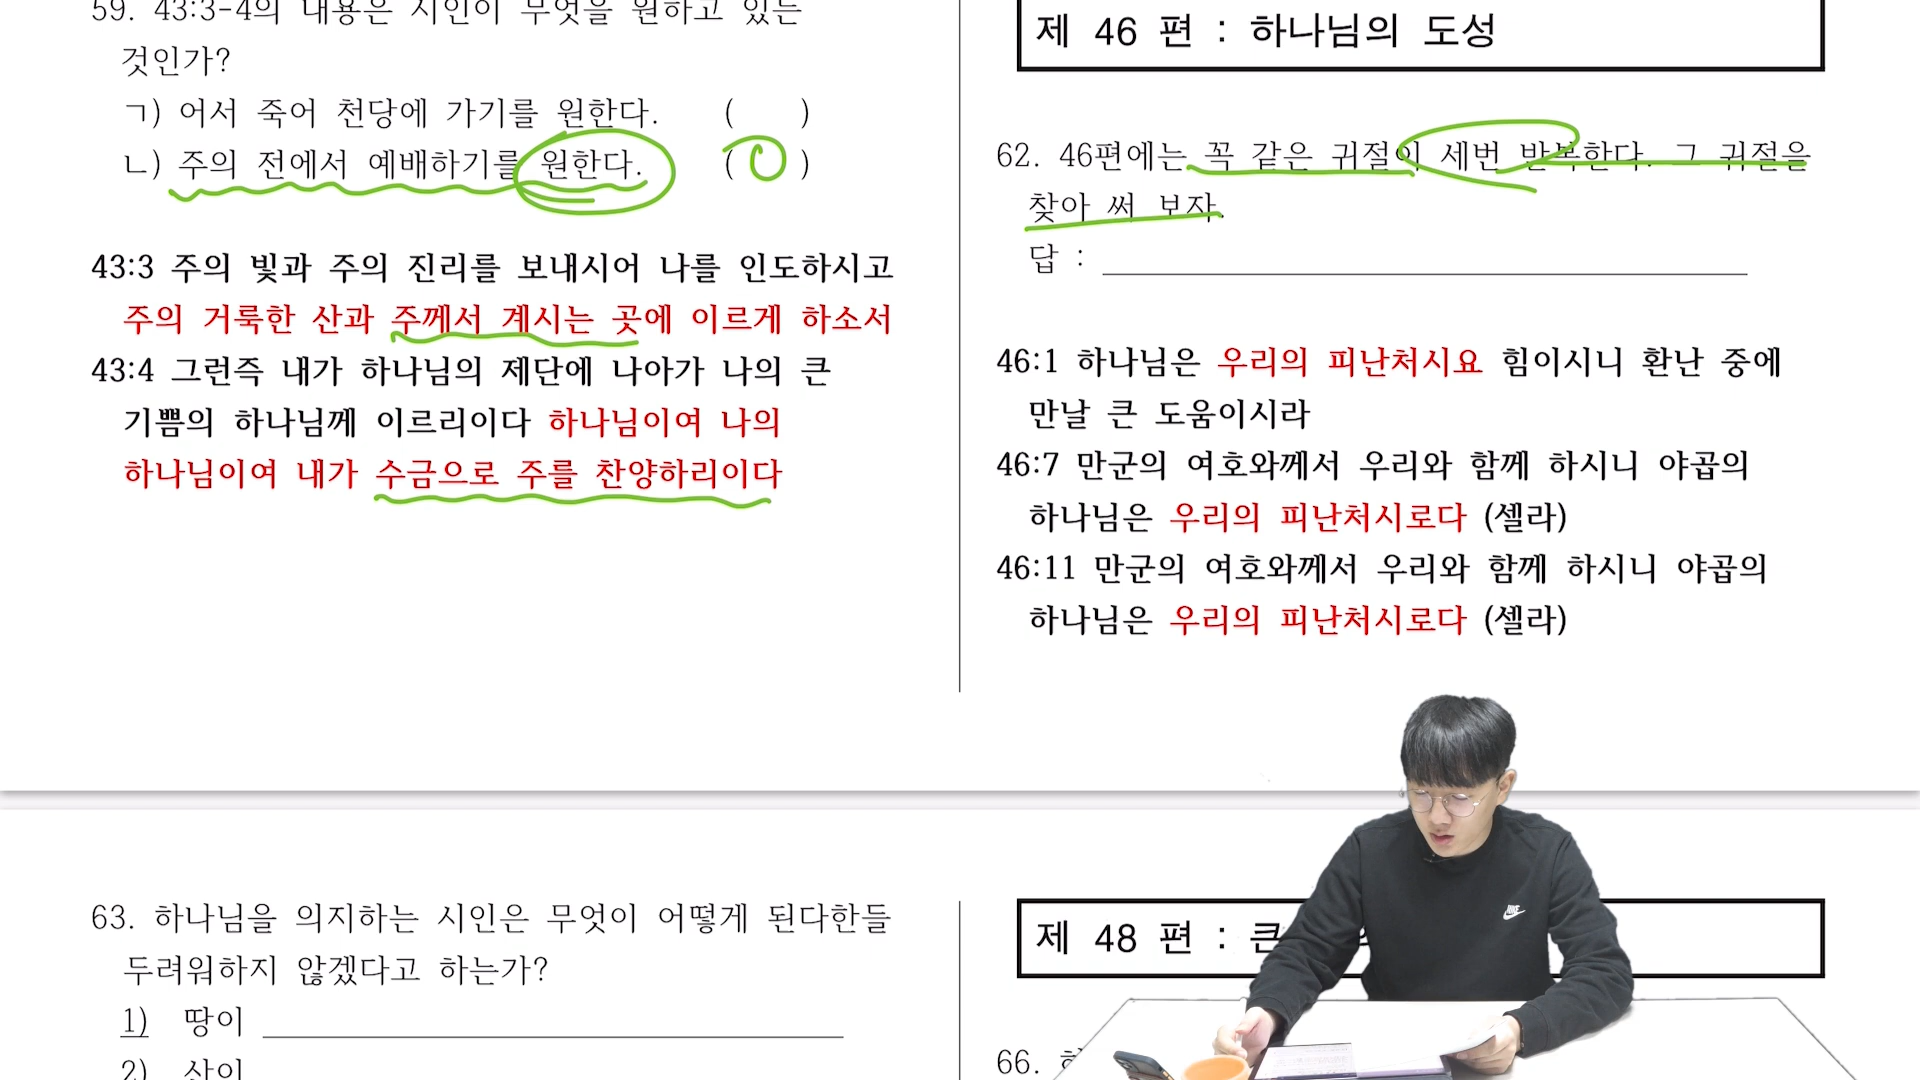 59. 43:3-4의 내용은 시인이 무엇을 원하고 있는
것인가?
ㄱ) 어서 죽어 천당에 가기를 원한다. ( )
ㄴ) 주의 전에서 예배하기를 원한다. ( O )
43:3 주의 빛과 주의 진리를 보내시어 나를 인도하시고
주의 거룩한 산과 주께서 계시는 곳에 이르게 하소서
43:4 그런즉 내가 하나님의 제단에 나아가 나의 큰
기쁨의 하나님께 이르리이다 하나님이여 나의
하나님이여 내가 수금으로 주를 찬양하리이다
제 46 편 : 하나님의 도성
62. 46편에는 꼭 같은 귀절이 세번 반복한다. 그 귀절을
찾아 써 보자.
답 :
46:1 하나님은 우리의 피난처시요 힘이시니 환난 중에
만날 큰 도움이시라
46:7 만군의 여호와께서 우리와 함께 하시니 야곱의
하나님은 우리의 피난처시로다 (셀라)
46:11 만군의 여호와께서 우리와 함께 하시니 야곱의
하나님은 우리의 피난처시로다 (셀라)
63. 하나님을 의지하는 시인은 무엇이 어떻게 된다한들
두려워하지 않겠다고 하는가?
1) 땅이
2) 산이
제 48 편 : 큰
66.